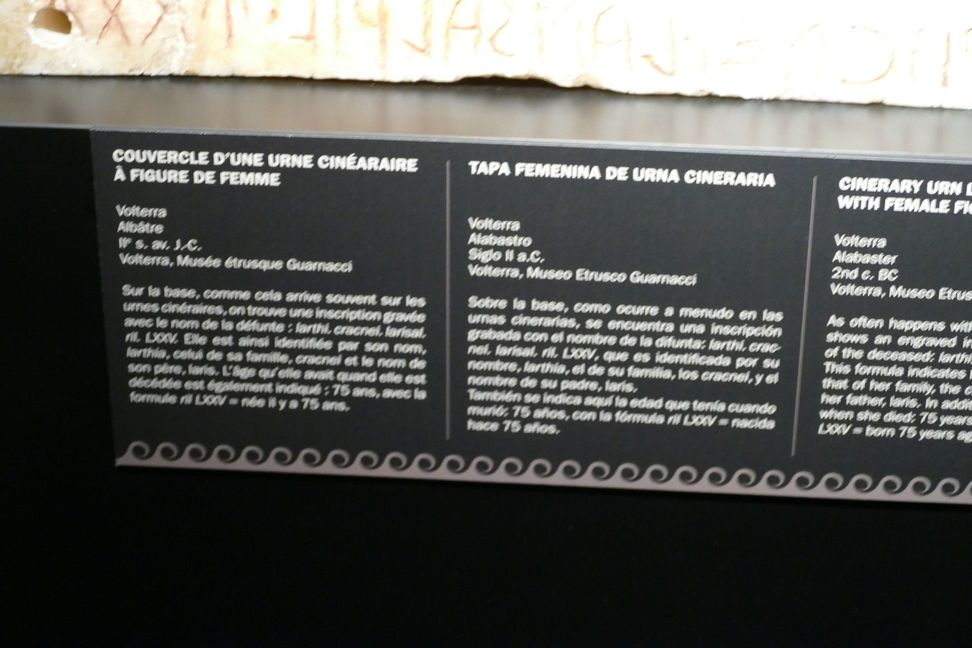 COUVERCLE D'UNE URNE CINÉARAIRE
À FIGURE DE FEMME
Volterra
Albâtre
IIᵉ s. av. J.-C.
Volterra, Musée étrusque Guarnacci
Sur la base, comme cela arrive souvent sur les
urnes cinéraires, on trouve une inscription gravée
avec le nom de la défunte : larthi. cracnei. larisal.
ril. LXXV. Elle est ainsi identifiée par son nom,
larthia, celui de sa famille, cracnei et le nom de
son père, laris. L'âge qu'elle avait quand elle est
décédée est également indiqué : 75 ans, avec la
formule ril LXXV = née il y a 75 ans.
TAPA FEMENINA DE URNA CINERARIA
Volterra
Alabastro
Siglo II a.C.
Volterra, Museo Etrusco Guarnacci
Sobre la base, como ocurre a menudo en las
urnas cinerarias, se encuentra una inscripción
grabada con el nombre de la difunta: larthi. crac-
nei. larisal. ril. LXXV, que es identificada por su
nombre, larthia, el de su familia, los cracnei, y el
nombre de su padre, laris.
También se indica aquí la edad que tenía cuando
murió: 75 años, con la fórmula ril LXXV = nacida
hace 75 años.
CINERARY URN
WITH FEMALE
Volterra
Alabaster
2nd c. BC
Volterra, Museo
As often happens
shows an engraved
of the deceased:
This formula indicates
that of her family, the
her father, laris. In
when she died: 75 years
LXXV = born 75 years